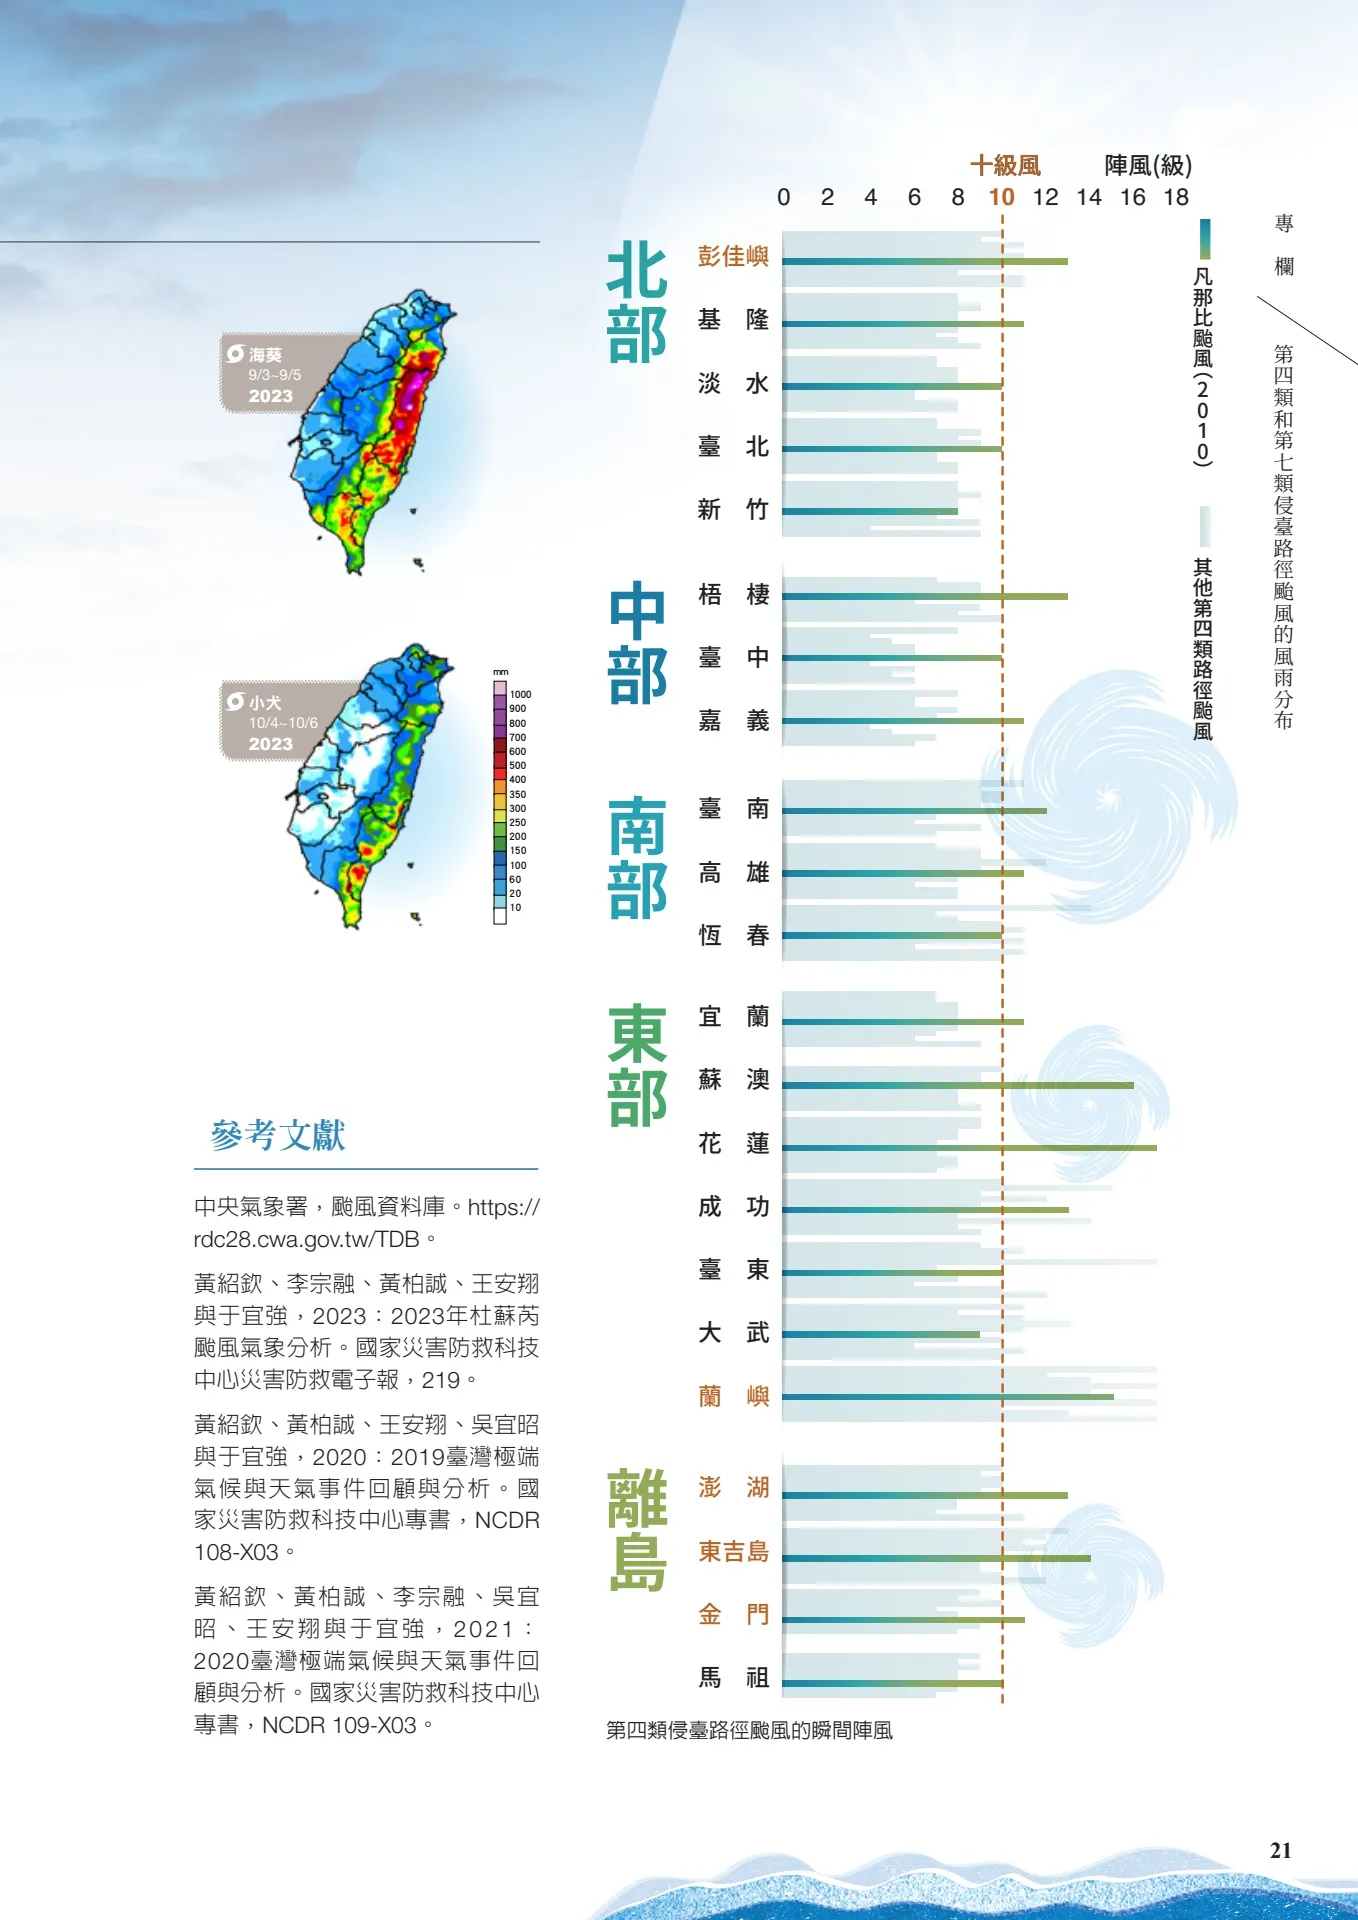 海葵
9/3~9/5
2023
小犬
10/4~10/6
2023
mm
1000
900
800
700
600
500
400
350
300
250
200
150
100
60
20
10
參考文獻
中央氣象署，颱風資料庫。https://
rdc28.cwa.gov.tw/TDB。
黃紹欽、李宗融、黃柏誠、王安翔
與于宜強，2023：2023年杜蘇芮
颱風氣象分析。國家災害防救科技
中心災害防救電子報，219。
黃紹欽、黃柏誠、王安翔、吳宜昭
與于宜強，2020：2019臺灣極端
氣候與天氣事件回顧與分析。國
家災害防救科技中心專書，NCDR
108-X03。
黃紹欽、黃柏誠、李宗融、吳宜
昭、王安翔與于宜強，2021：
2020臺灣極端氣候與天氣事件回
顧與分析。國家災害防救科技中心
專書，NCDR 109-X03。
十級風 陣風(級)
0 2 4 6 8 10 12 14 16 18
北部
彭佳嶼
基隆
淡水
臺北
新竹
中部
梧棲
臺中
嘉義
南部
臺南
高雄
恆春
東部
宜蘭
蘇澳
花蓮
成功
臺東
大武
蘭嶼
離島
澎湖
東吉島
金門
馬祖
凡那比颱風(2010)
其他第四類路徑颱風
第四類侵臺路徑颱風的瞬間陣風
專欄
第四類和第七類侵臺路徑颱風的風雨分布
21